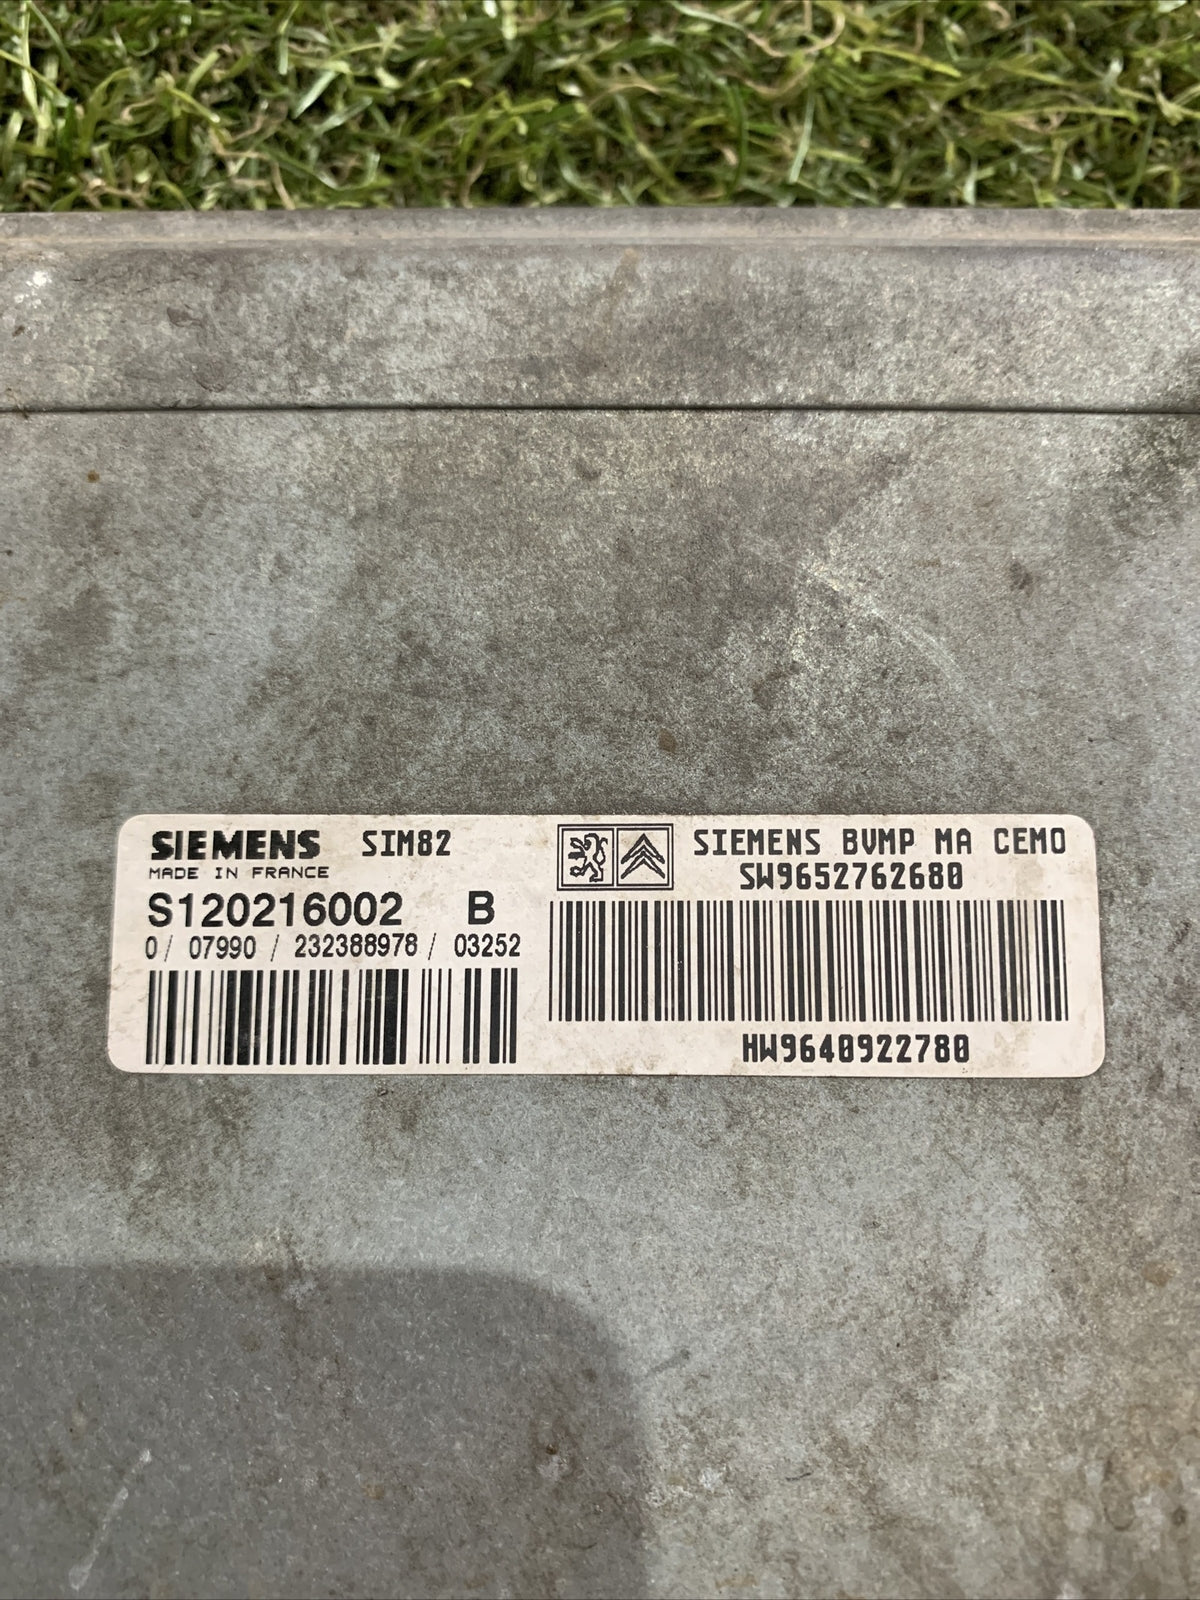 SIEMENS SIM82
MADE IN FRANCE
S120216002 B
0/ 07990 / 232388978 / 03252
SIEMENS BVMP MA CEMO
SW9652762680
HW9640922780